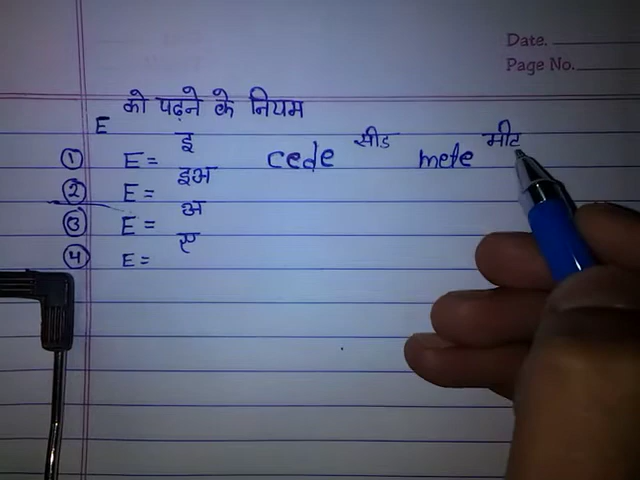 Date.
Page No.
E को पढ़ने के नियम
① E = इ cede सीड mete मीट
② E = इअ
③ E = अ
④ E = ए